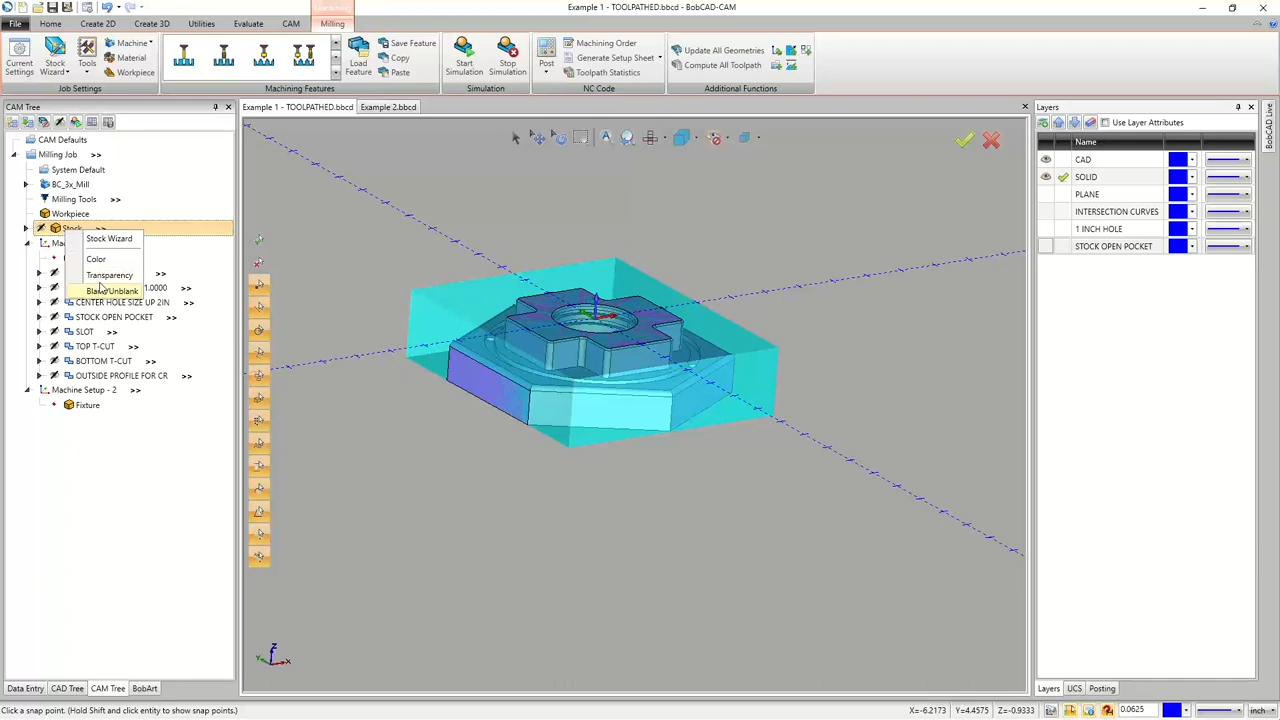 Machining
Example 1 - TOOLPATHED.bbcd - BobCAD-CAM
File Home Create 2D Create 3D Utilities Evaluate CAM Milling
Current Settings Stock Wizard Tools Machine Material Workpiece
Load Feature Save Feature Copy Paste
Start Simulation Stop Simulation
Post Machining Order Generate Setup Sheet Toolpath Statistics
Update All Geometries Compute All Toolpath
Job Settings Machining Features Simulation NC Code Additional Functions
CAM Tree
Example 1 - TOOLPATHED.bbcd Example 2.bbcd
Layers
Use Layer Attributes
Name
CAD
SOLID
PLANE
INTERSECTION CURVES
1 INCH HOLE
STOCK OPEN POCKET
CAM Defaults
Milling Job >>
System Default
BC_3x_Mill
Milling Tools >>
Workpiece
Stock >>
Stock Wizard
Color
Transparency
Blank/Unblank
>>
1.0000 >>
CENTER HOLE SIZE UP 2IN >>
STOCK OPEN POCKET >>
SLOT >>
TOP T-CUT >>
BOTTOM T-CUT >>
OUTSIDE PROFILE FOR CR >>
Machine Setup - 2 >>
Fixture
BobCAD Live
Z
Y X
Data Entry CAD Tree CAM Tree BobArt
Layers UCS Posting
Click a snap point. (Hold Shift and click entity to show snap points.)
X=-6.2173 Y=4.4575 Z=-0.9333 0.0625 inch